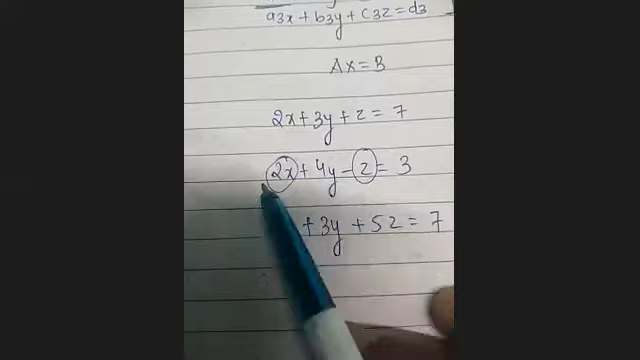 a3x + b3y + c3z = d3
AX = B
2x + 3y + z = 7
2x + 4y - z = 3
+ 3y + 5z = 7